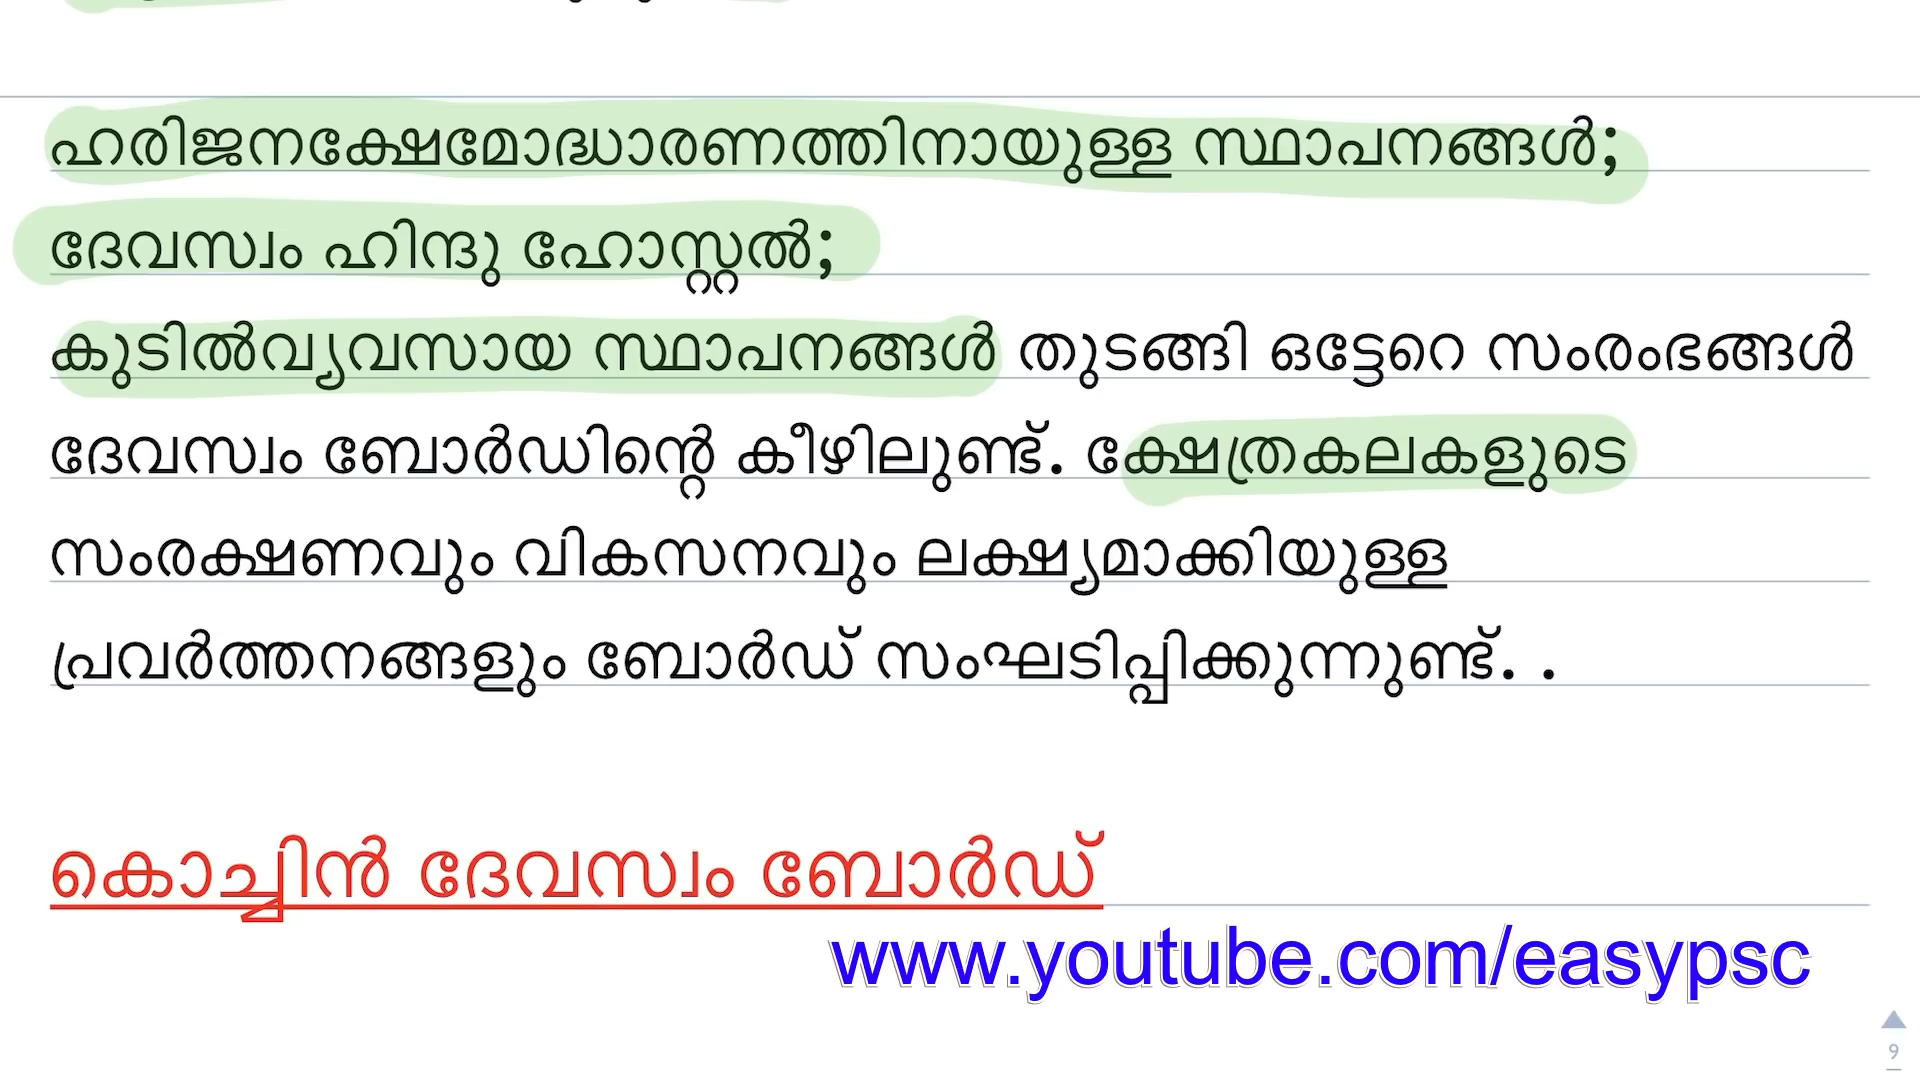 ഹരിജനക്ഷേമോദ്ധാരണത്തിനായുള്ള സ്ഥാപനങ്ങൾ;
ദേവസ്വം ഹിന്ദു ഹോസ്റ്റൽ;
കുടിൽവ്യവസായ സ്ഥാപനങ്ങൾ തുടങ്ങി ഒട്ടേറെ സംരംഭങ്ങൾ
ദേവസ്വം ബോർഡിന്റെ കീഴിലുണ്ട്. ക്ഷേത്രകലകളുടെ
സംരക്ഷണവും വികസനവും ലക്ഷ്യമാക്കിയുള്ള
പ്രവർത്തനങ്ങളും ബോർഡ് സംഘടിപ്പിക്കുന്നുണ്ട്. .
കൊച്ചിൻ ദേവസ്വം ബോർഡ്
www.youtube.com/easypsc
9